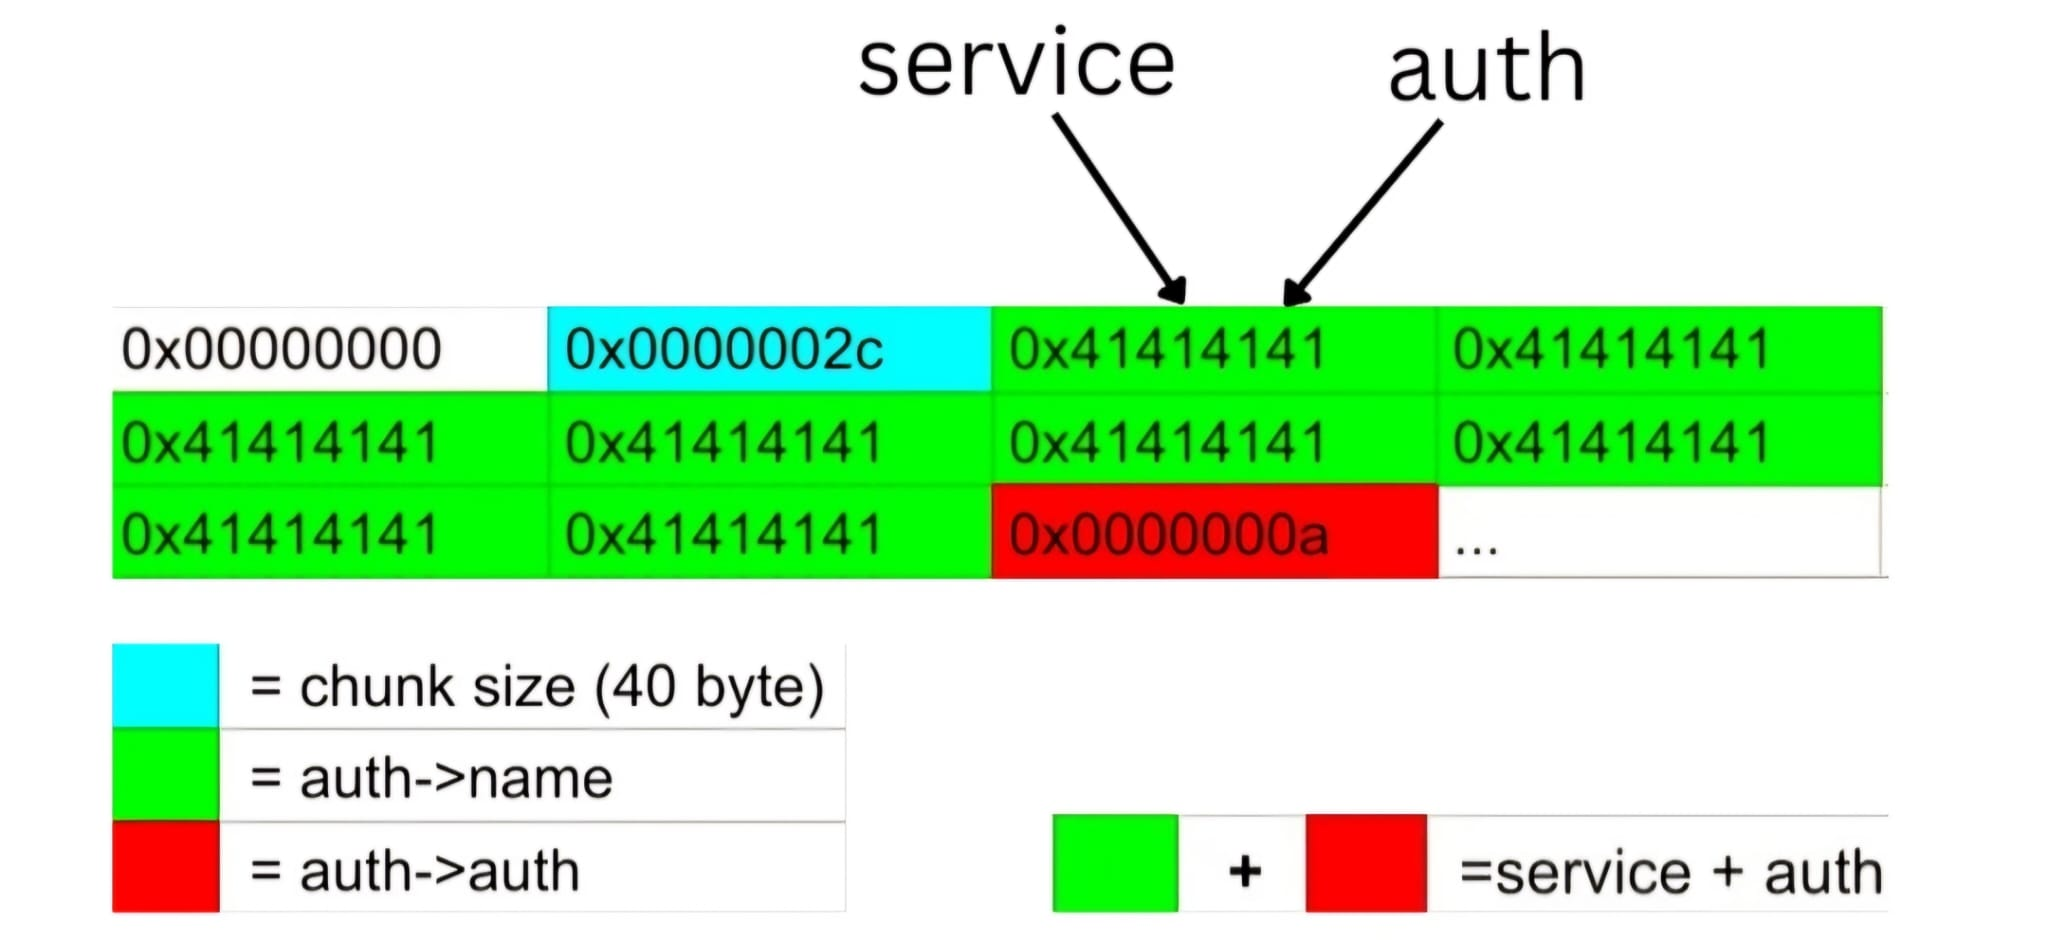 service auth
0x00000000 0x0000002c 0x41414141 0x41414141
0x41414141 0x41414141 0x41414141 0x41414141
0x41414141 0x41414141 0x0000000a ...
= chunk size (40 byte)
= auth->name
= auth->auth
+ =service + auth